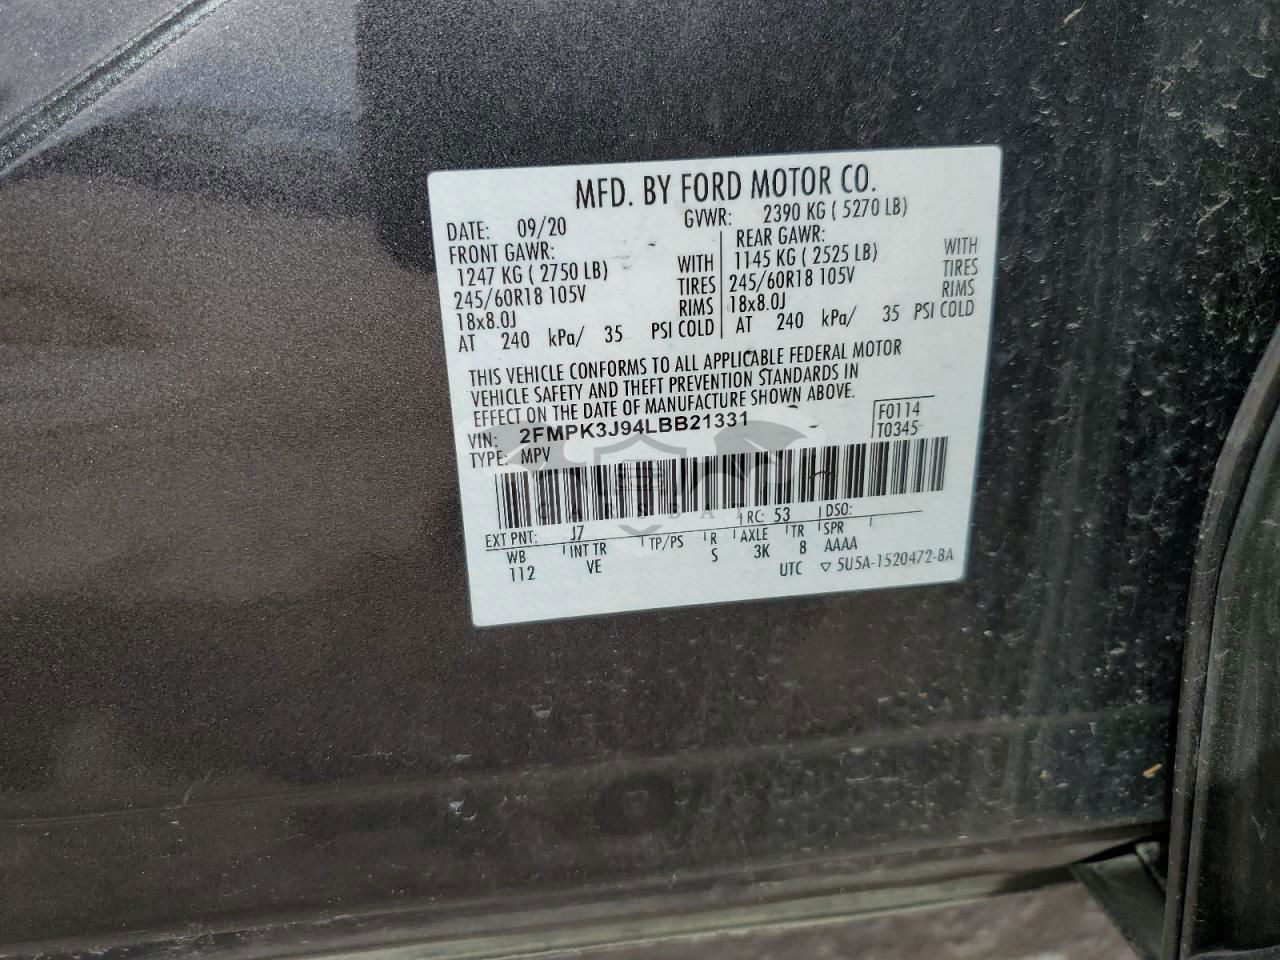 MFD. BY FORD MOTOR CO.
DATE: 09/20 GVWR: 2390 KG ( 5270 LB)
FRONT GAWR: REAR GAWR:
1247 KG ( 2750 LB) WITH 1145 KG ( 2525 LB) WITH
245/60R18 105V TIRES 245/60R18 105V TIRES
18x8.0J RIMS 18x8.0J RIMS
AT 240 kPa/ 35 PSI COLD AT 240 kPa/ 35 PSI COLD
THIS VEHICLE CONFORMS TO ALL APPLICABLE FEDERAL MOTOR
VEHICLE SAFETY AND THEFT PREVENTION STANDARDS IN
EFFECT ON THE DATE OF MANUFACTURE SHOWN ABOVE.
VIN: 2FMPK3J94LBB21331 F0114
TYPE: MPV T0345
EXT PNT: J7 RC: 53 DSO:
WB INT TR TP/PS R AXLE TR SPR
112 VE S 3K 8 AAAA
UTC ▽ 5U5A-1520472-BA